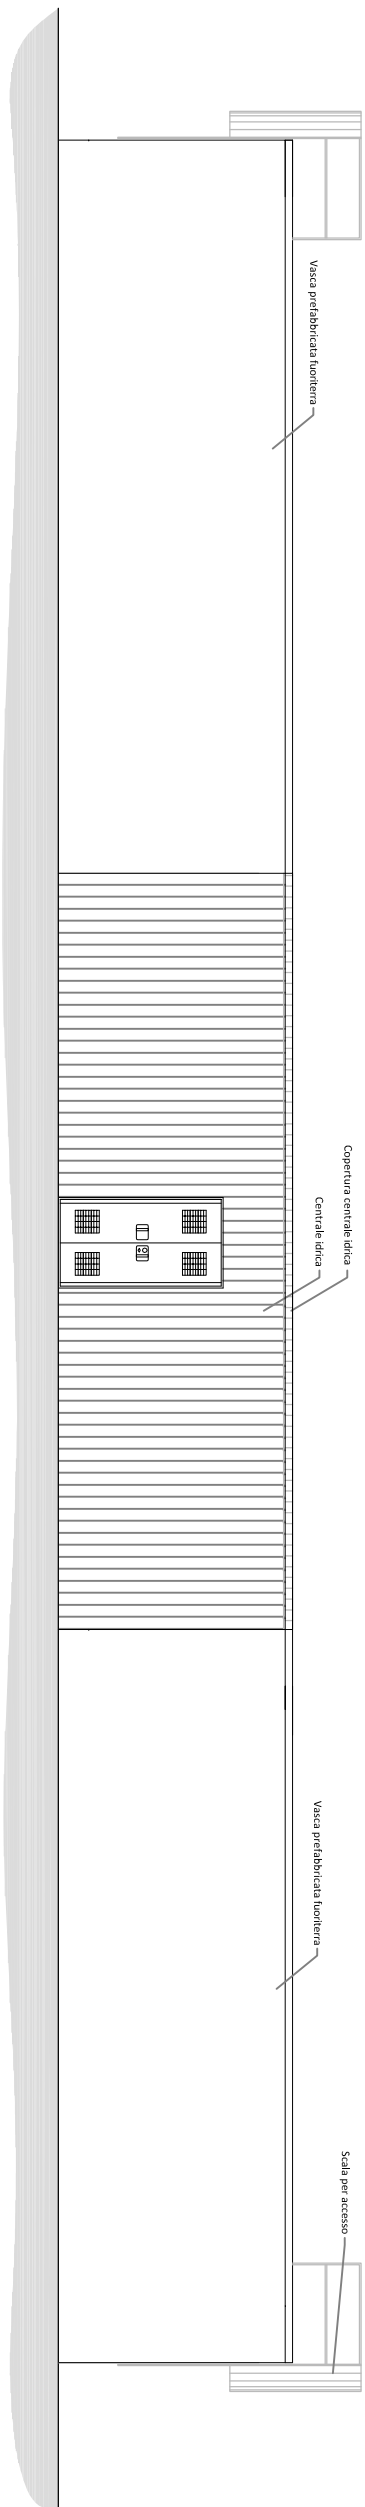 Vasca prefabbricata fuoriterra
Copertura centrale idrica
Centrale idrica
Vasca prefabbricata fuoriterra
Scala per accesso